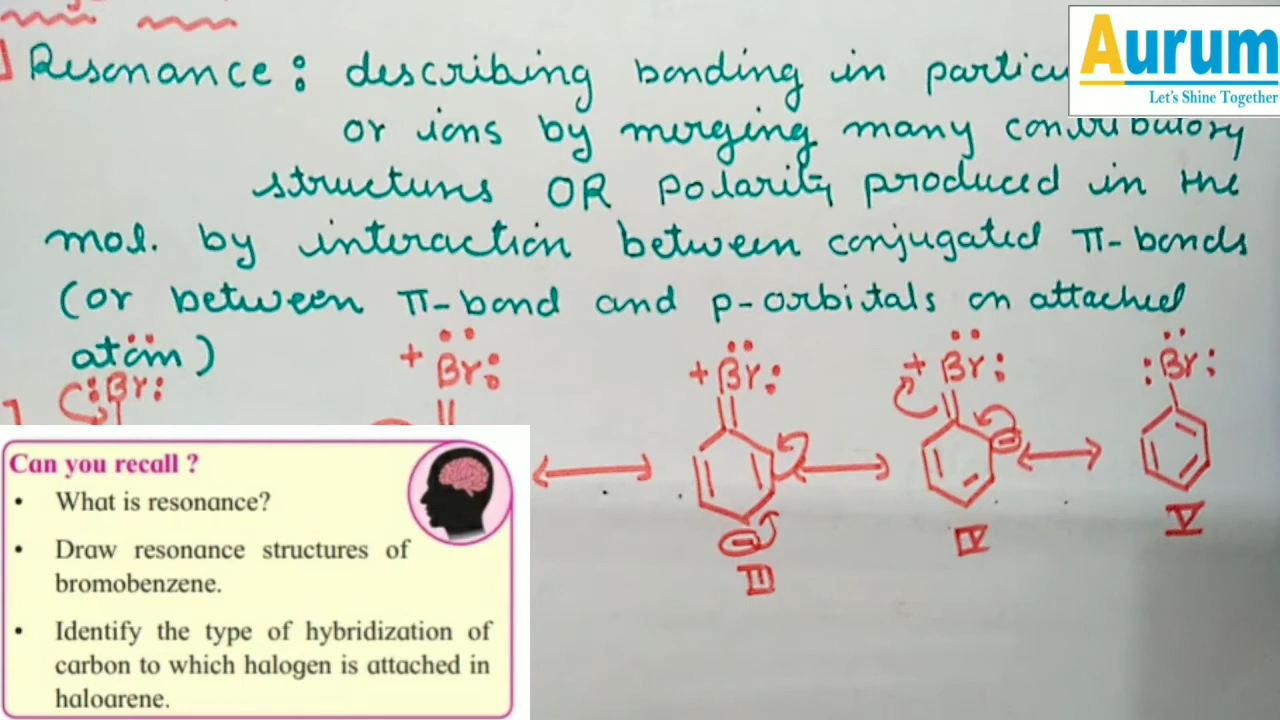 Aurum
Let's Shine Together
Resonance: describing bonding in
or ions by merging many contributory
structures OR polarity produced in the
mol. by interaction between conjugated π-bonds
(or between π-bond and p-orbitals on attached
atom)
:Br:
+ Br:
+ Br:
+ Br:
:Br:
III
IV
V
Can you recall ?
• What is resonance?
• Draw resonance structures of
bromobenzene.
• Identify the type of hybridization of
carbon to which halogen is attached in
haloarene.